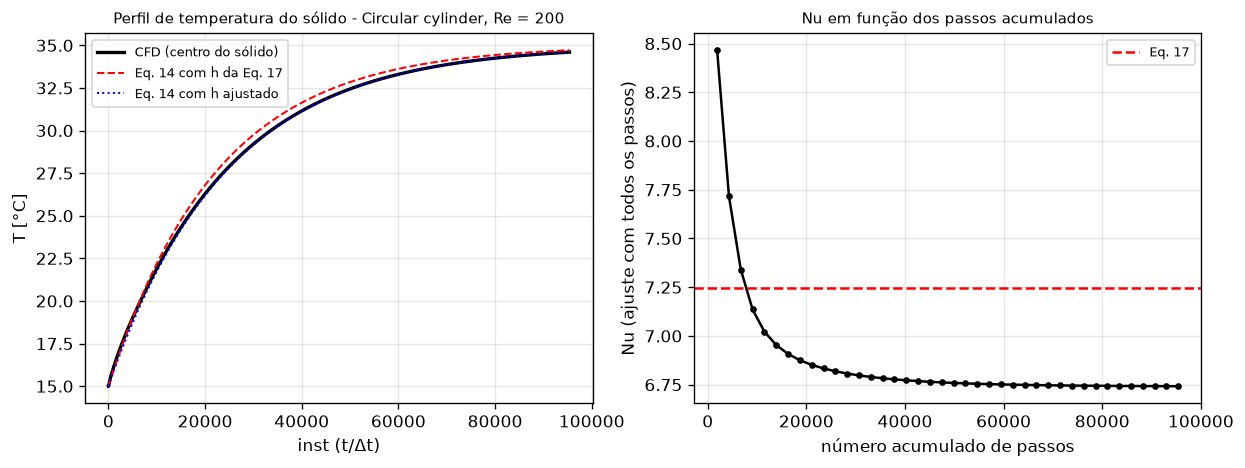 Perfil de temperatura do sólido - Circular cylinder, Re = 200
35.0
32.5
30.0
27.5
25.0
22.5
20.0
17.5
15.0
T [°C]
CFD (centro do sólido)
Eq. 14 com h da Eq. 17
Eq. 14 com h ajustado
0
20000
40000
60000
80000
100000
inst (t/Δt)
Nu em função dos passos acumulados
8.50
8.25
8.00
7.75
7.50
7.25
7.00
6.75
Nu (ajuste com todos os passos)
Eq. 17
0
20000
40000
60000
80000
100000
número acumulado de passos